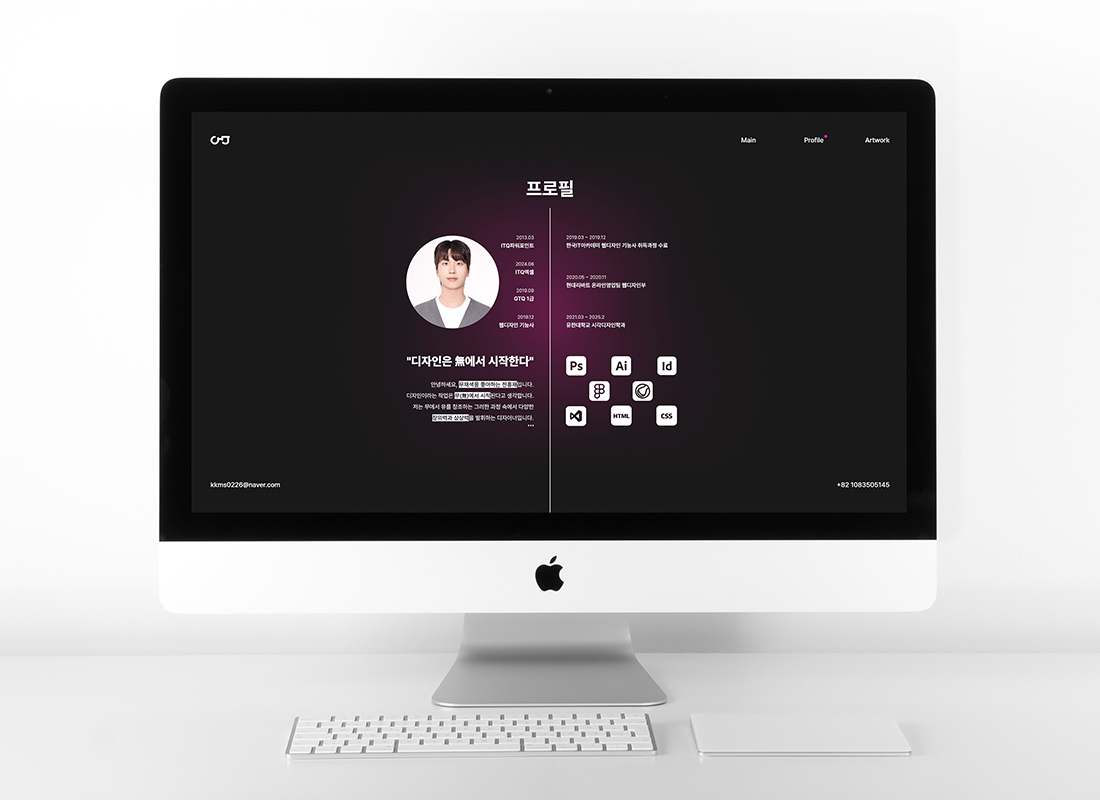 Main
Profile
Artwork
프로필
2013.03
ITQ파워포인트
2024.06
ITQ엑셀
2019.09
GTQ 1급
2019.12
웹디자인 기능사
"디자인은 無에서 시작한다"
안녕하세요, 무채색을 좋아하는 전홍재입니다.
디자인이라는 작업은 무(無)에서 시작된다고 생각합니다.
저는 무에서 유를 창조하는 그러한 과정 속에서 다양한
창의력과 상상력을 발휘하는 디자이너입니다.
...
2019.03 – 2019.12
한국IT아카데미 웹디자인 기능사 취득과정 수료
2020.05 – 2020.11
현대리바트 온라인영업팀 웹디자인부
2021.03 – 2025.2
유한대학교 시각디자인학과
Ps Ai Id
HTML CSS
kkms0226@naver.com
+82 1083505145